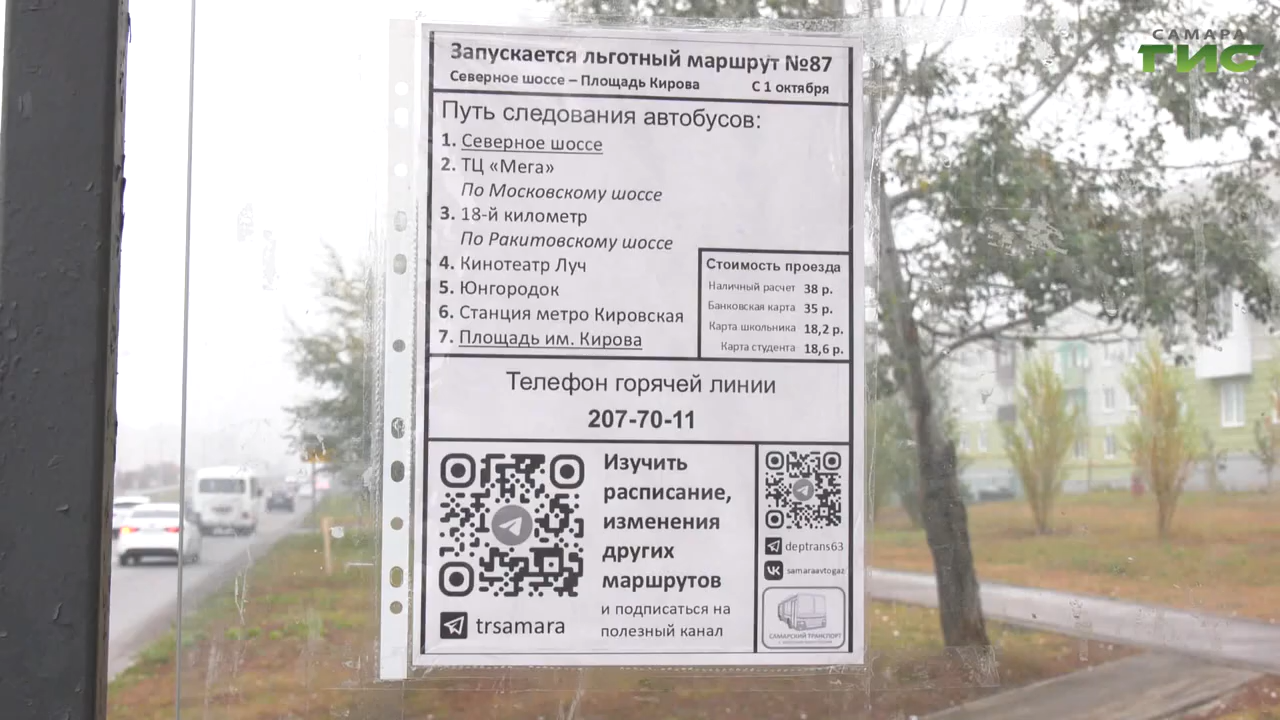 САМАРА
ГИС
Запускается льготный маршрут №87
Северное шоссе – Площадь Кирова С 1 октября
Путь следования автобусов:
1. Северное шоссе
2. ТЦ «Мега»
По Московскому шоссе
3. 18-й километр
По Ракитовскому шоссе
4. Кинотеатр Луч
5. Юнгородок
6. Станция метро Кировская
7. Площадь им. Кирова
Стоимость проезда
Наличный расчет 38 р.
Банковская карта 35 р.
Карта школьника 18,2 р.
Карта студента 18,6 р.
Телефон горячей линии
207-70-11
Изучить
расписание,
изменения
других
маршрутов
и подписаться на
полезный канал
trsamara
deptrans63
samaraavtogaz
САМАРСКИЙ ТРАНСПОРТ